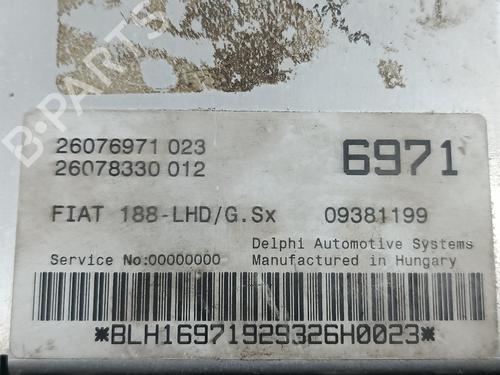 26076971 023
26078330 012
6971
FIAT 188-LHD/G.Sx 09381199
Delphi Automotive Systems
Service No:00000000 Manufactured in Hungary
*BLH16971929326H0023*
B-PARTS